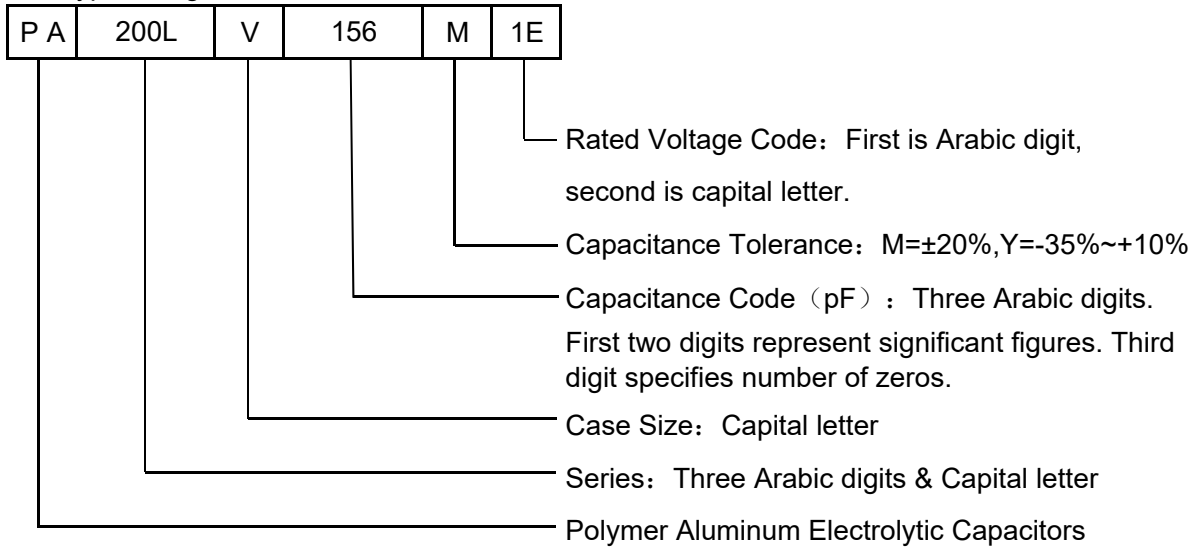 P A 200L V 156 M 1E
Rated Voltage Code：First is Arabic digit,
second is capital letter.
Capacitance Tolerance：M=±20%,Y=-35%~+10%
Capacitance Code（pF）：Three Arabic digits.
First two digits represent significant figures. Third
digit specifies number of zeros.
Case Size：Capital letter
Series：Three Arabic digits & Capital letter
Polymer Aluminum Electrolytic Capacitors